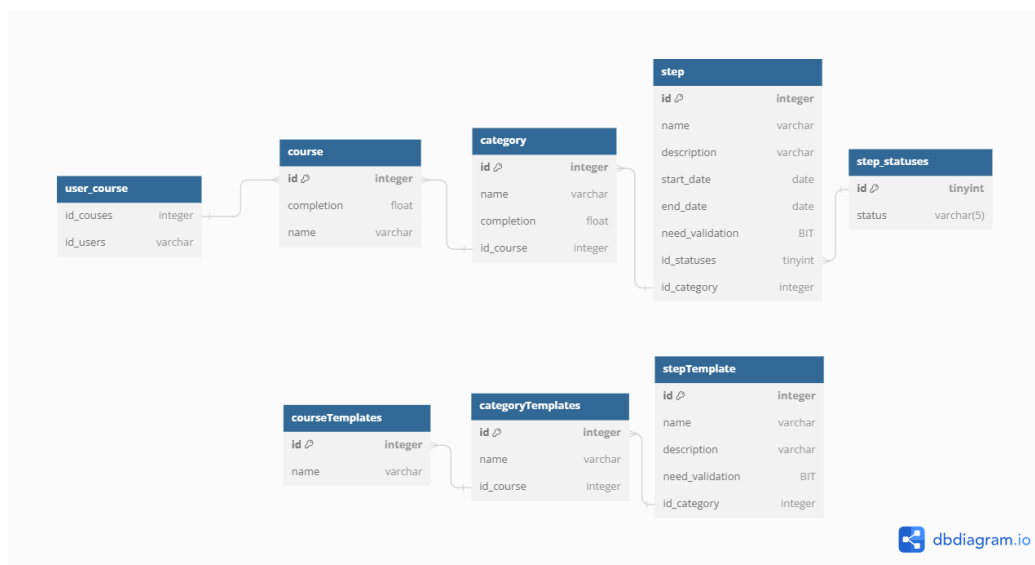 user_course
id_couses integer
id_users varchar
course
id integer
completion float
name varchar
category
id integer
name varchar
completion float
id_course integer
step
id integer
name varchar
description varchar
start_date date
end_date date
need_validation BIT
id_statuses tinyint
id_category integer
step_statuses
id tinyint
status varchar(5)
courseTemplates
id integer
name varchar
categoryTemplates
id integer
name varchar
id_course integer
stepTemplate
id integer
name varchar
description varchar
need_validation BIT
id_category integer
dbdiagram.io